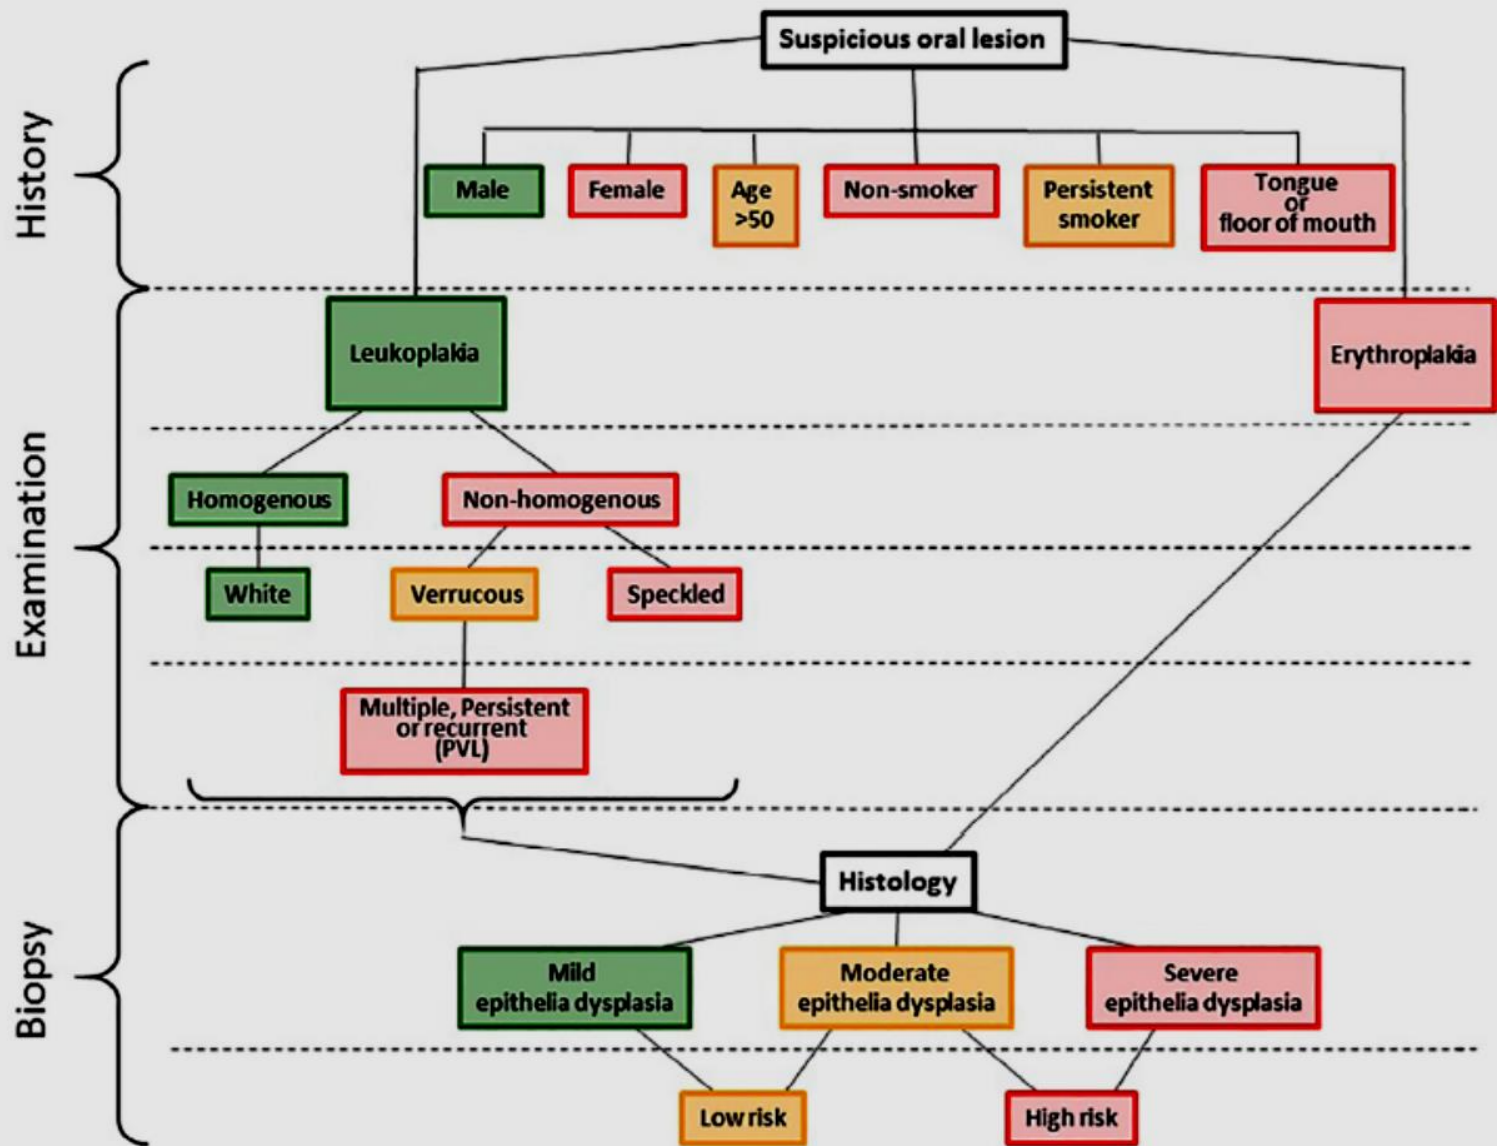 Suspicious oral lesion
History
Male
Female
Age
>50
Non-smoker
Persistent
smoker
Tongue
or
floor of mouth
Examination
Leukoplakia
Erythroplakia
Homogenous
Non-homogenous
White
Verrucous
Speckled
Multiple, Persistent
or recurrent
(PVL)
Biopsy
Histology
Mild
epithelia dysplasia
Moderate
epithelia dysplasia
Severe
epithelia dysplasia
Low risk
High risk